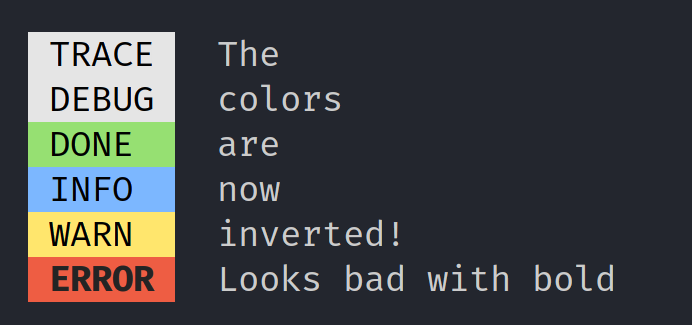 TRACE The
DEBUG colors
DONE are
INFO now
WARN inverted!
ERROR Looks bad with bold